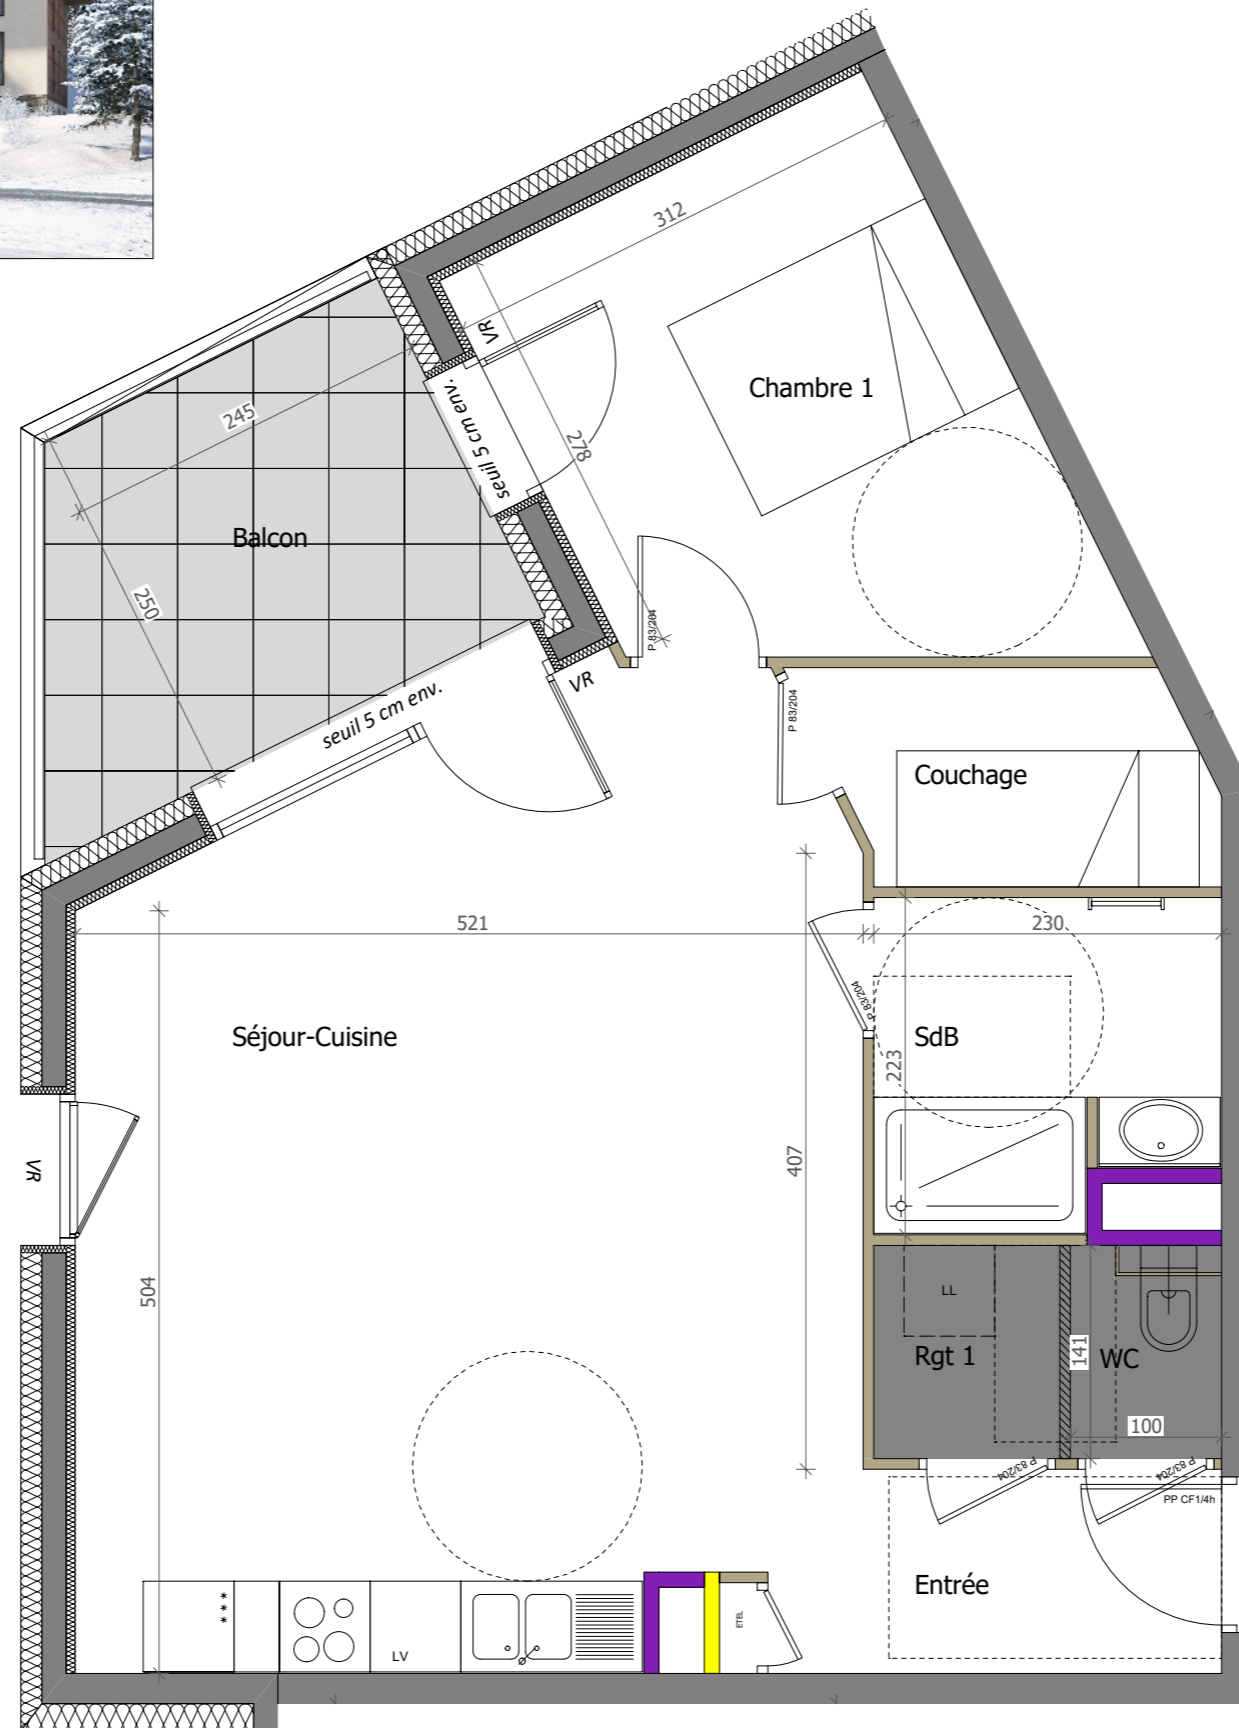 312
VR
Chambre 1
245
seuil 5 cm env.
278
Balcon
250
P 83/204
VR
seuil 5 cm env.
P 83/204
Couchage
521
230
P 83/204
Séjour-Cuisine
SdB
223
407
VR
504
LL
Rgt 1
141
WC
100
P 83/204
P 83/204
PP CF1/4h
Entrée
***
LV
ETEL